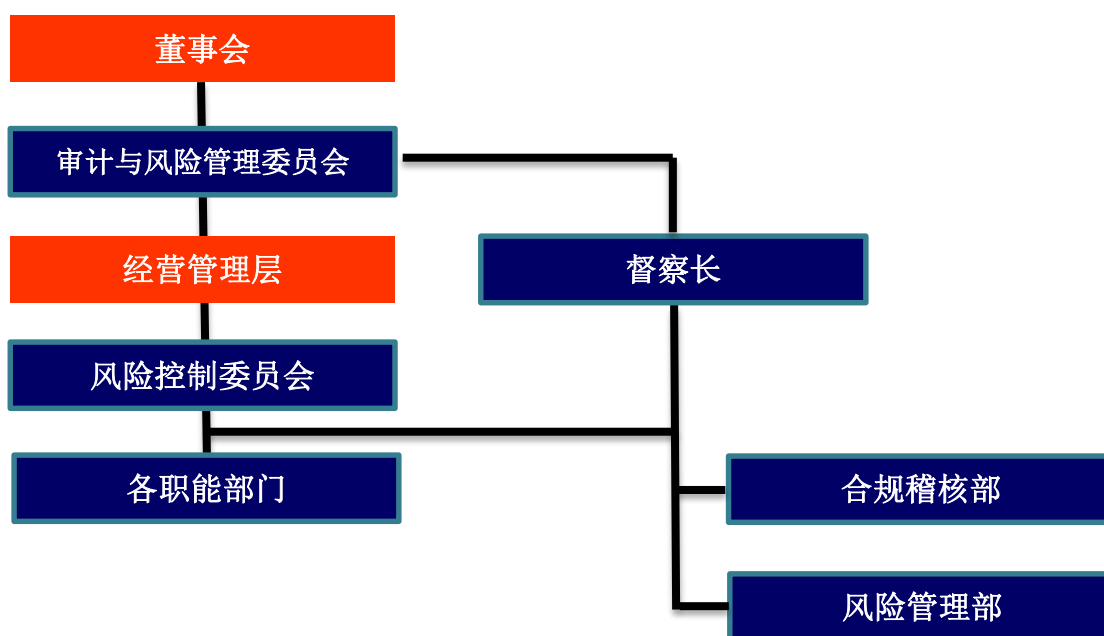 董事会
审计与风险管理委员会
经营管理层
督察长
风险控制委员会
各职能部门
合规稽核部
风险管理部